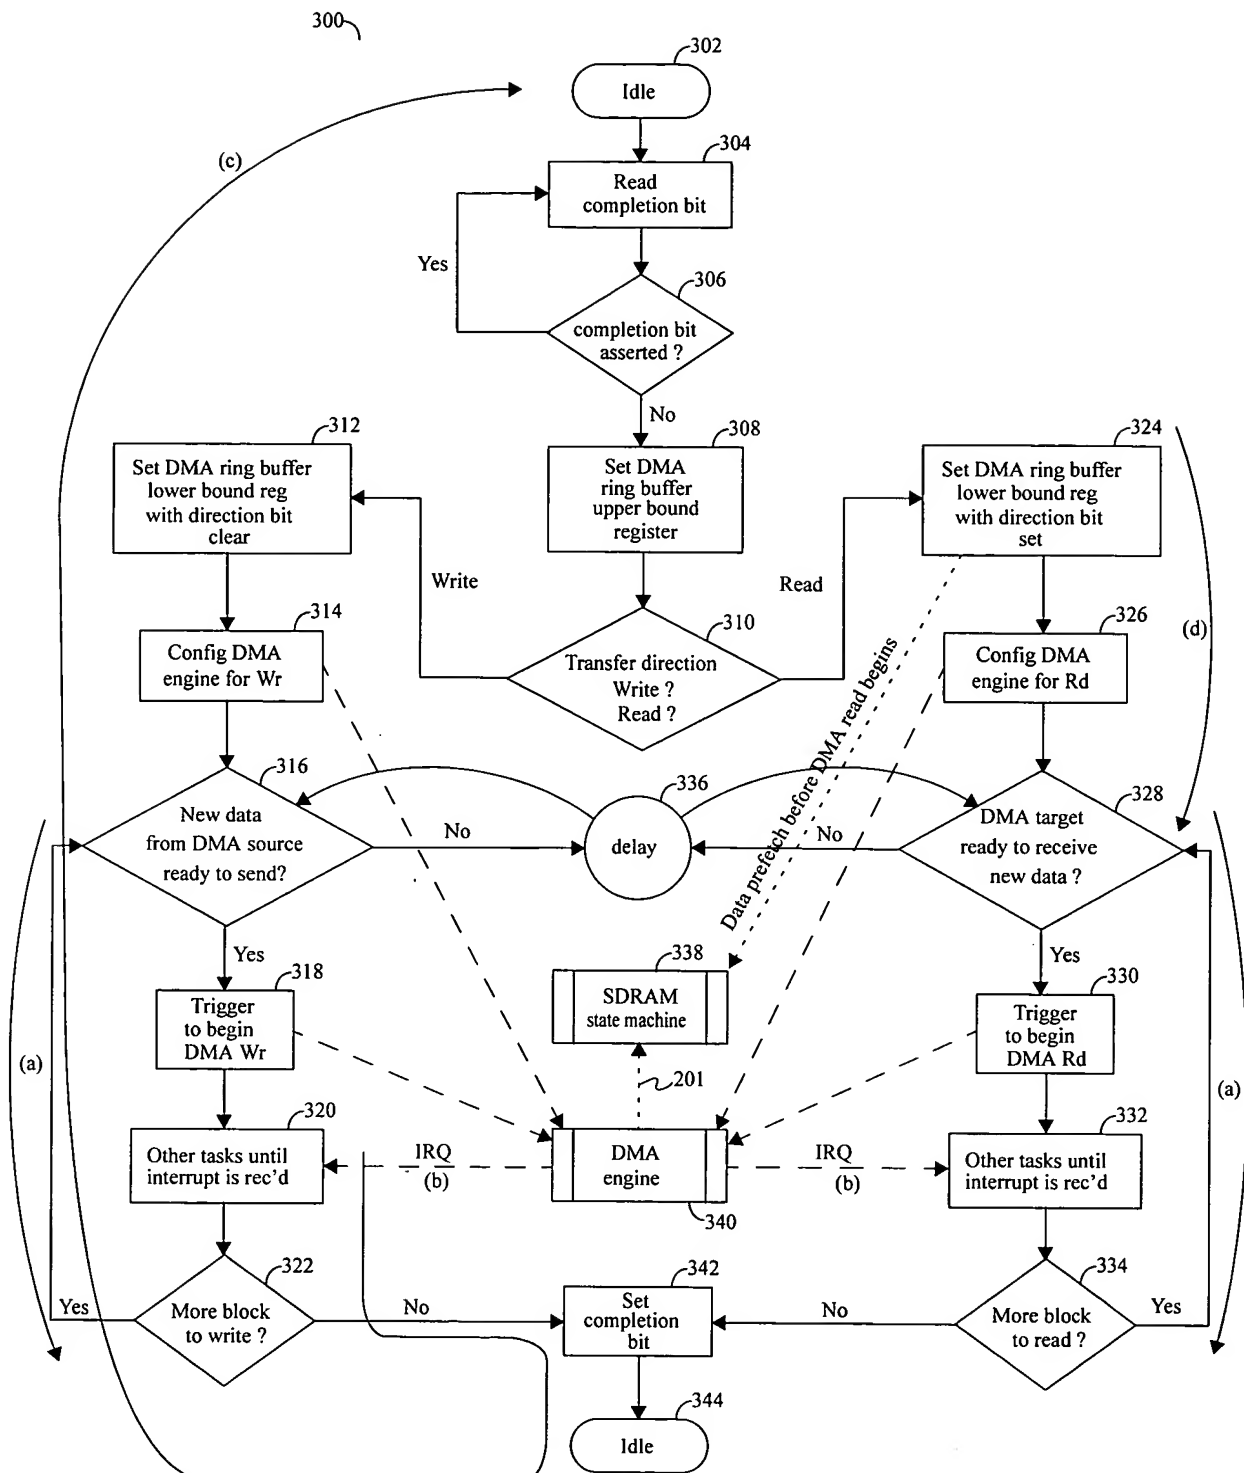 300
302
Idle
(c)
304
Read
completion bit
Yes
306
completion bit
asserted ?
No
312
Set DMA ring buffer
lower bound reg
with direction bit
clear
308
Set DMA
ring buffer
upper bound
register
324
Set DMA ring buffer
lower bound reg
with direction bit
set
Write
Read
314
Config DMA
engine for Wr
310
Transfer direction
Write ?
Read ?
326
Config DMA
engine for Rd
(d)
Data prefetch before DMA read begins
316
New data
from DMA source
ready to send?
No
336
delay
No
328
DMA target
ready to receive
new data ?
Yes
Yes
318
Trigger
to begin
DMA Wr
338
SDRAM
state machine
330
Trigger
to begin
DMA Rd
(a)
201
(a)
320
Other tasks until
interrupt is rec'd
IRQ
(b)
DMA
engine
340
IRQ
(b)
332
Other tasks until
interrupt is rec'd
322
More block
to write ?
Yes
No
342
Set
completion
bit
No
334
More block
to read ?
Yes
344
Idle